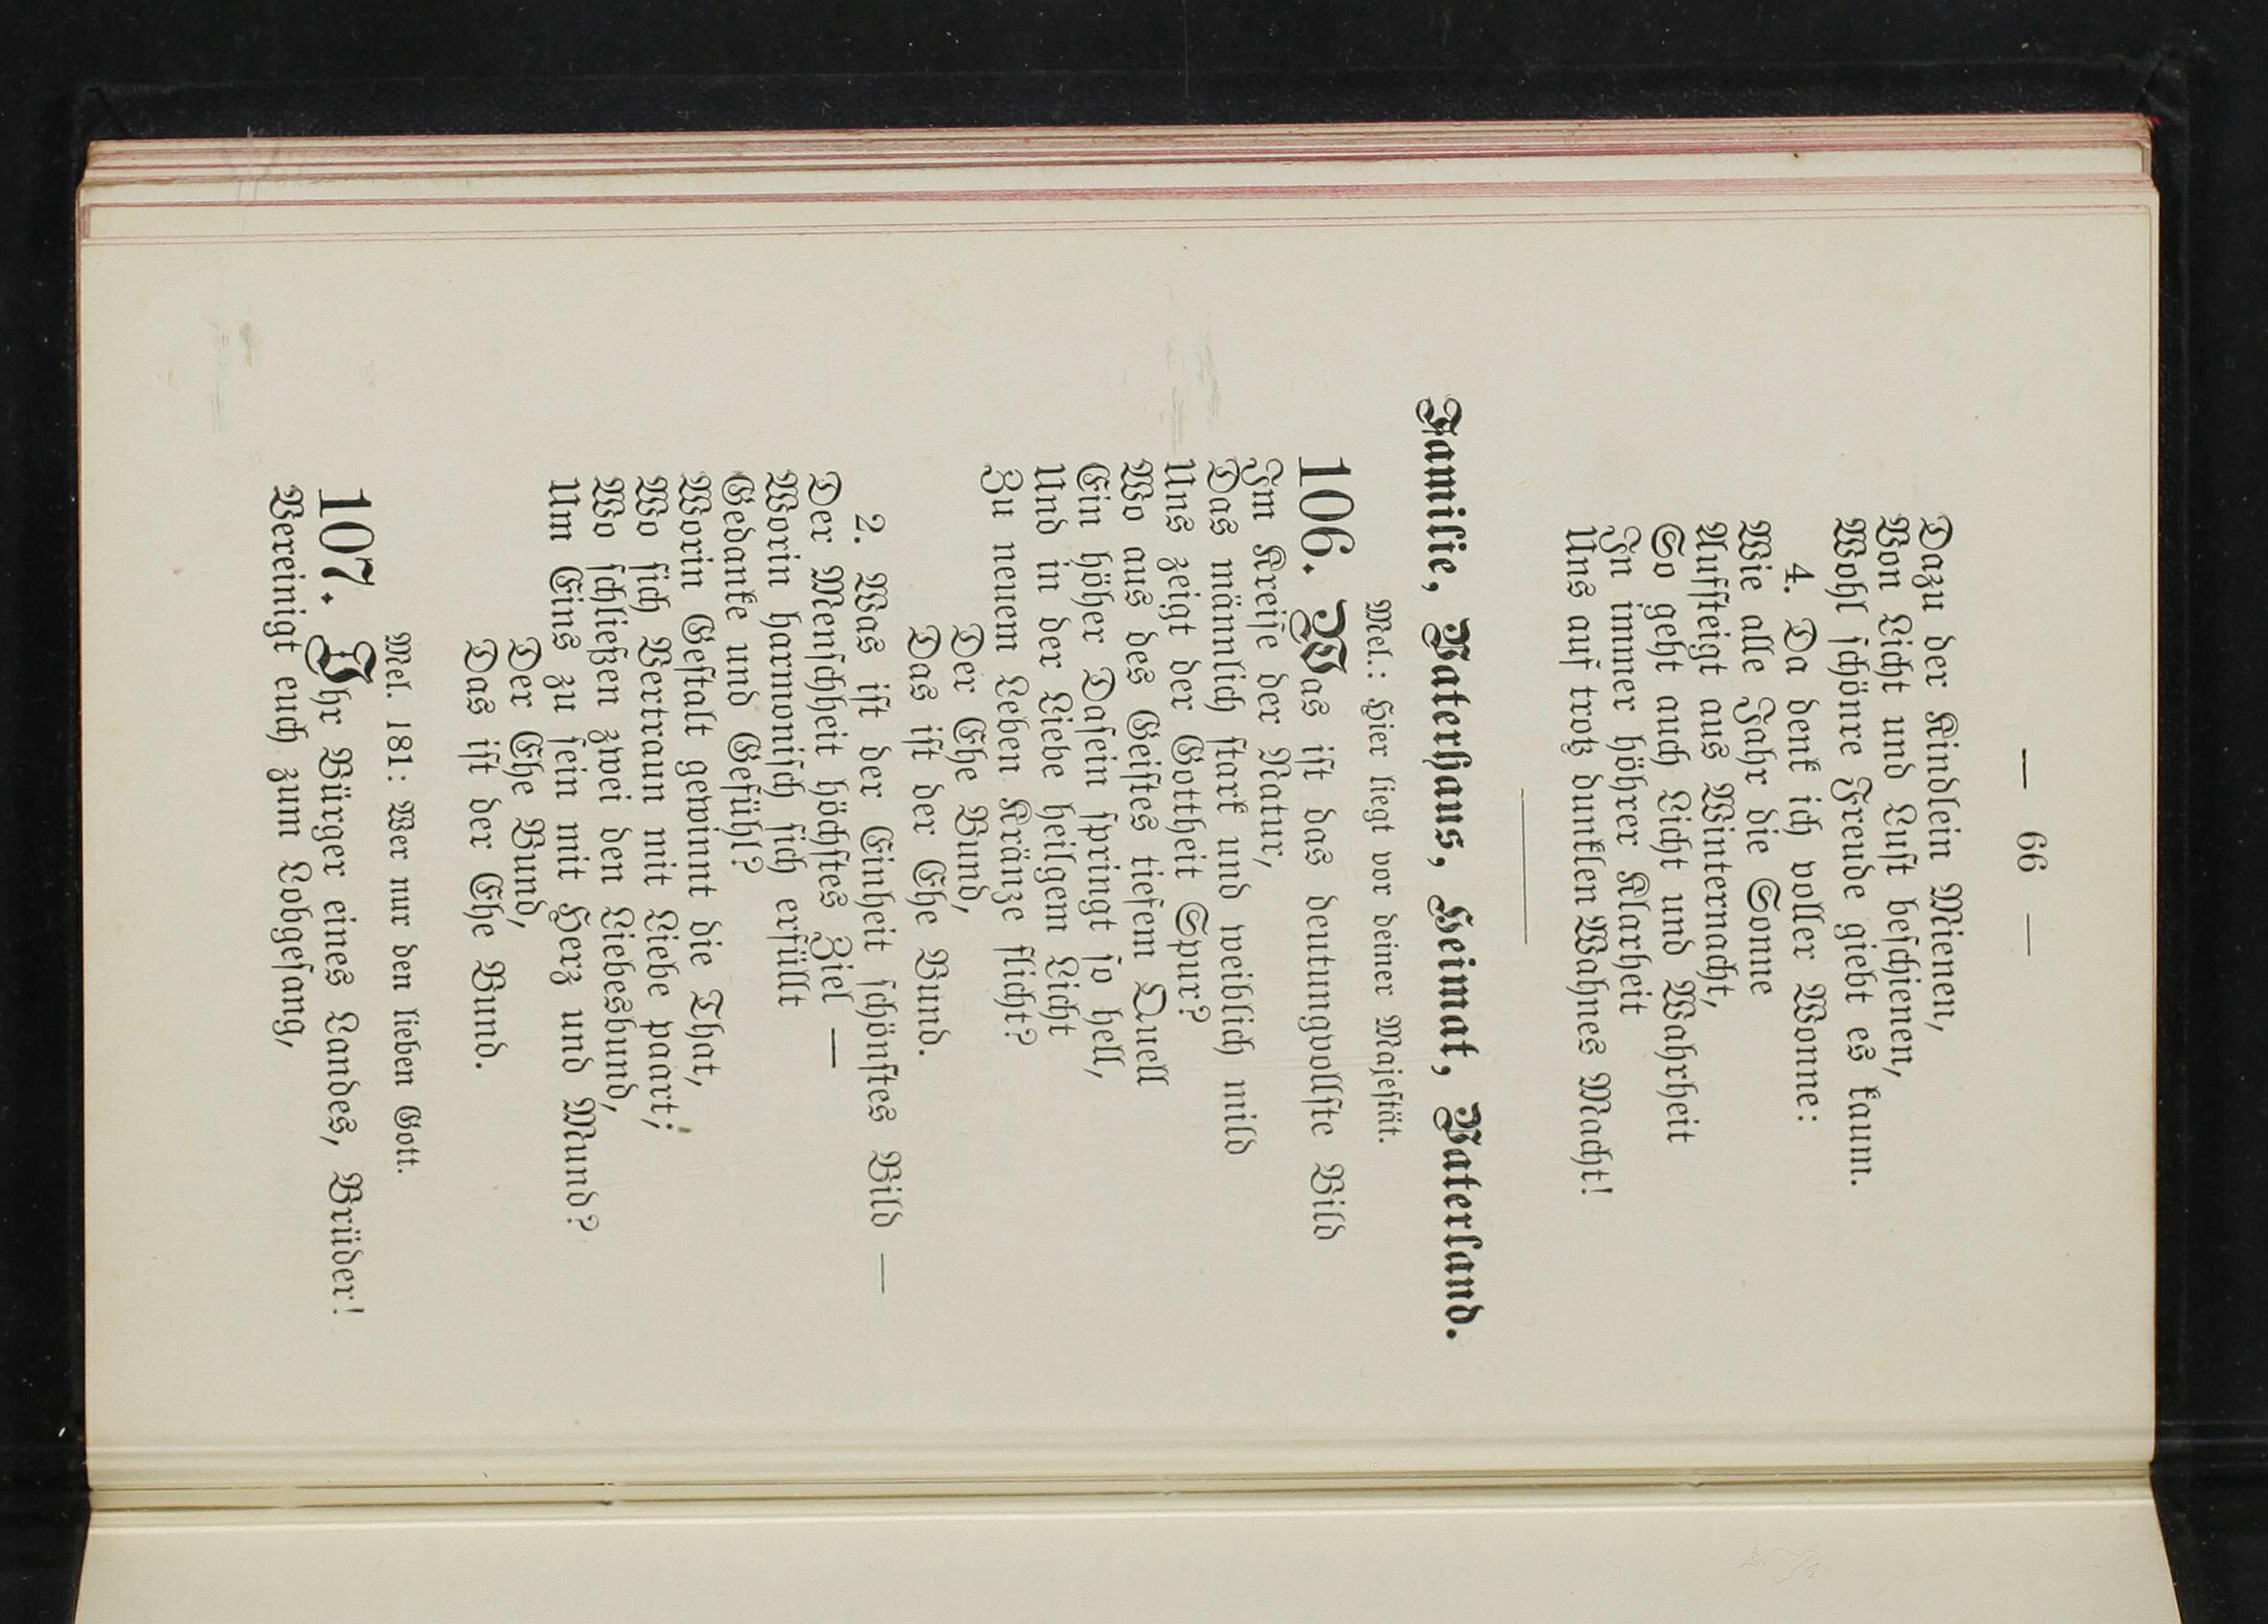 — 66 —
Dazu der Kindlein Mienen,
Von Licht und Lust beschienen,
Wohl schönre Freude giebt es kaum.
4. Da denk ich voller Wonne:
Wie alle Jahr die Sonne
Aufsteigt aus Winternacht,
So geht auch Licht und Wahrheit
In immer höhrer Klarheit
Uns auf trotz dunklen Wahnes Macht!
Familie, Vaterhaus, Heimat, Vaterland.
Mel.: Hier liegt vor deiner Majestät.
106. Was ist das deutungvollste Bild
Im Kreise der Natur,
Das männlich stark und weiblich mild
Uns zeigt der Gottheit Spur?
Wo aus des Geistes tiefem Quell
Ein höher Dasein springt so hell,
Und in der Liebe heilgem Licht
Zu neuem Leben Kränze flicht?
Der Ehe Bund,
Das ist der Ehe Bund.
2. Was ist der Einheit schönstes Bild —
Der Menschheit höchstes Ziel —
Worin harmonisch sich erfüllt
Gedanke und Gefühl?
Worin Gestalt gewinnt die That,
Wo sich Vertraun mit Liebe paart;
Wo schließen zwei den Liebesbund,
Um Eins zu sein mit Herz und Mund?
Der Ehe Bund,
Das ist der Ehe Bund.
Mel. 181: Wer nur den lieben Gott.
107. Ihr Bürger eines Landes, Brüder!
Vereinigt euch zum Lobgesang,